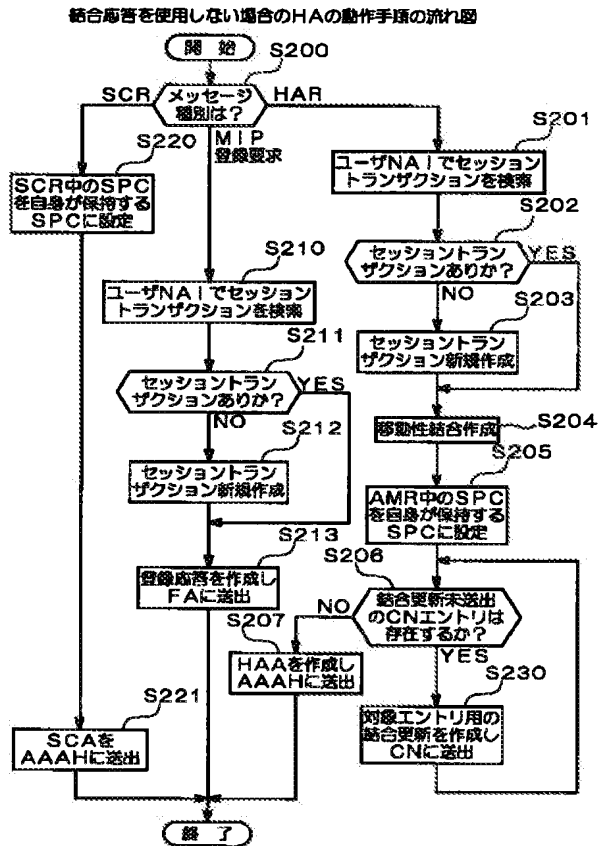 結合応答を使用しない場合のHAの動作手順の流れ図
開 始
S200
メッセージ
種別は？
SCR
HAR
MIP
登録要求
S220
SCR中のSPC
を自身が保持する
SPCに設定
S201
ユーザNAIでセッション
トランザクションを検索
S202
セッショントラン
ザクションありか？
YES
NO
S203
セッショントラン
ザクション新規作成
S210
ユーザNAIでセッション
トランザクションを検索
S211
セッショントラン
ザクションありか？
YES
NO
S212
セッショントラン
ザクション新規作成
S204
移動性結合作成
S205
AMR中のSPC
を自身が保持する
SPCに設定
S213
登録応答を作成し
FAに送出
S206
結合更新未送出
のCNエントリは
存在するか？
NO
YES
S207
HAAを作成し
AAAHに送出
S230
対象エントリ用の
結合更新を作成し
CNに送出
S221
SCAを
AAAHに送出
終 了